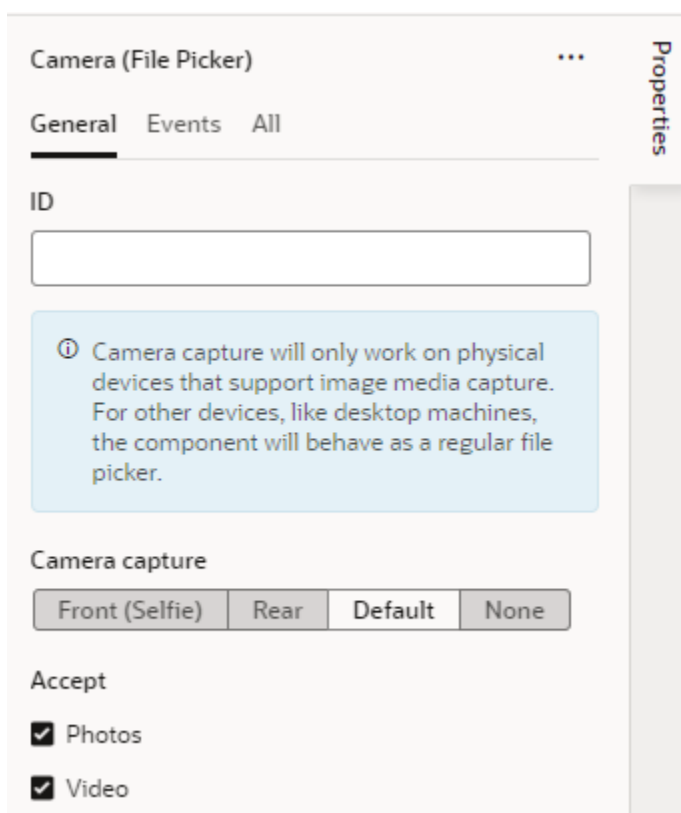 Camera (File Picker)
...
Properties
General Events All
ID
Camera capture will only work on physical
devices that support image media capture.
For other devices, like desktop machines,
the component will behave as a regular file
picker.
Camera capture
Front (Selfie) Rear Default None
Accept
Photos
Video